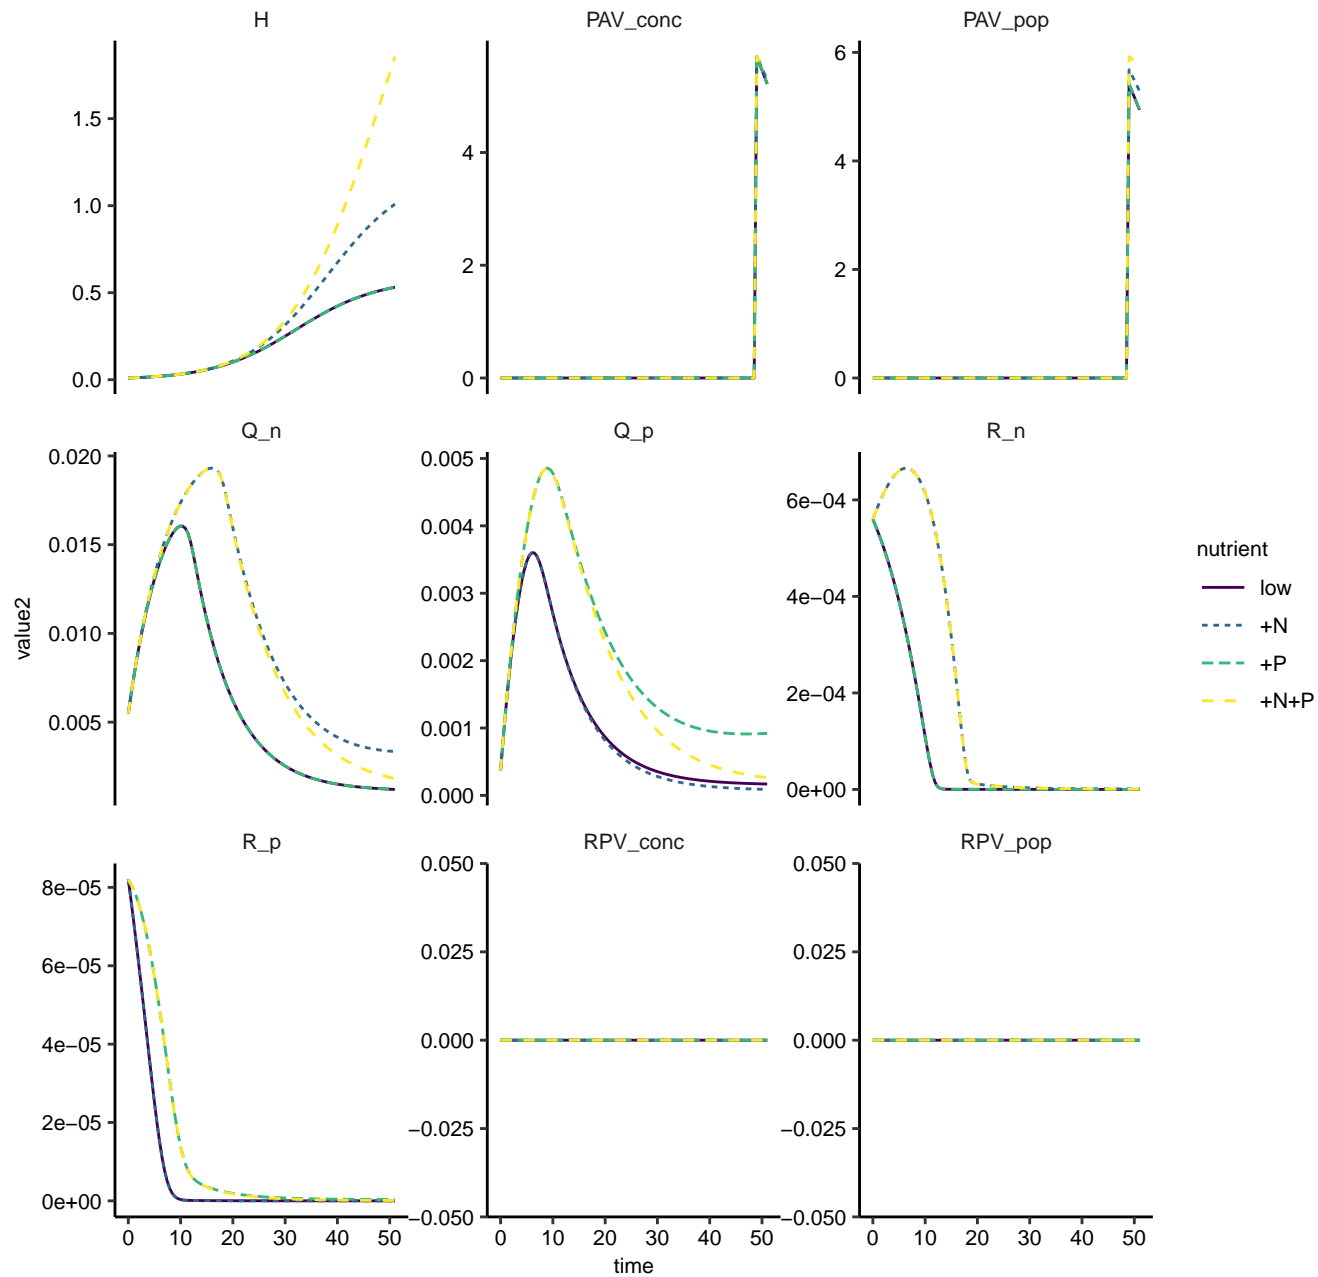 H
PAV_conc
PAV_pop
1.5
1.0
0.5
0.0
4
2
0
6
4
2
0
Q_n
Q_p
R_n
0.020
0.015
0.010
0.005
0.005
0.004
0.003
0.002
0.001
0.000
6e−04
4e−04
2e−04
0e+00
value2
nutrient
low
+N
+P
+N+P
R_p
RPV_conc
RPV_pop
8e−05
6e−05
4e−05
2e−05
0e+00
0.050
0.025
0.000
−0.025
−0.050
0.050
0.025
0.000
−0.025
−0.050
0 10 20 30 40 50
0 10 20 30 40 50
0 10 20 30 40 50
time